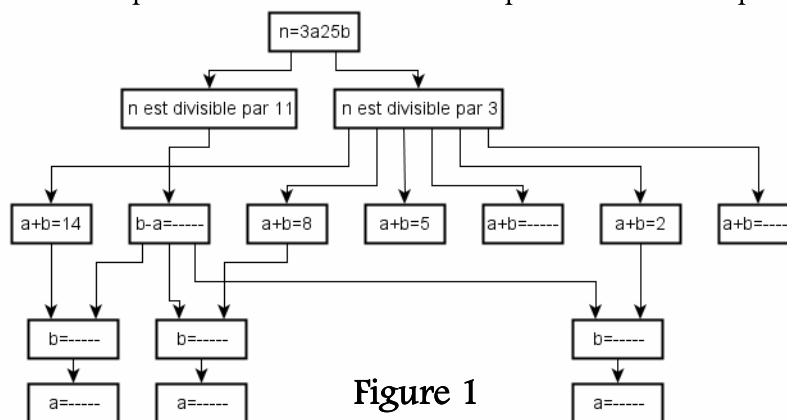 n=3a25b
n est divisible par 11
n est divisible par 3
a+b=14
b-a=-----
a+b=8
a+b=5
a+b=-----
a+b=2
a+b=----
b=-----
b=-----
b=-----
a=-----
a=-----
a=-----
Figure 1